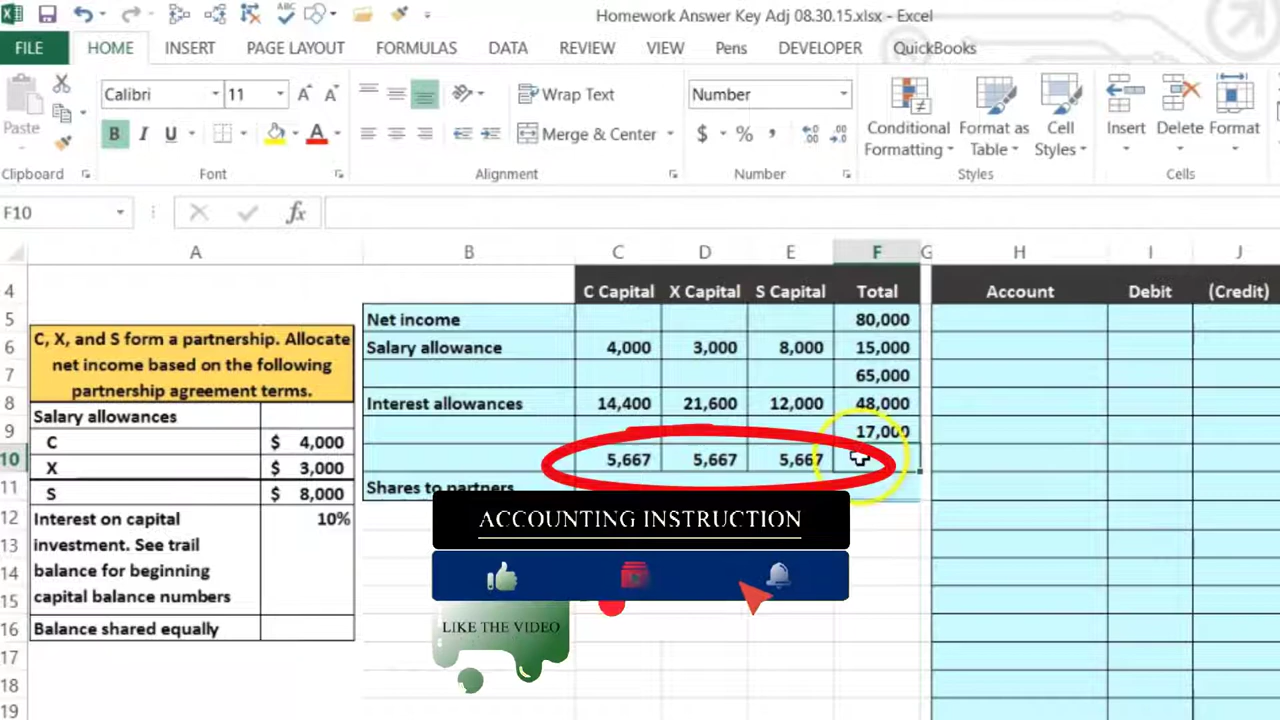 Homework Answer Key Adj 08.30.15.xlsx - Excel
FILE HOME INSERT PAGE LAYOUT FORMULAS DATA REVIEW VIEW Pens DEVELOPER QuickBooks
Calibri 11 Wrap Text Number
Paste B I U A Merge & Center $ % , Conditional Formatting Format as Table Cell Styles Insert Delete Format
Clipboard Font Alignment Number Styles Cells
F10 fx
A B C D E F G H I J
4 C Capital X Capital S Capital Total Account Debit (Credit)
5 Net income 80,000
C, X, and S form a partnership. Allocate
net income based on the following
partnership agreement terms.
6 Salary allowance 4,000 3,000 8,000 15,000
7 65,000
8 Salary allowances Interest allowances 14,400 21,600 12,000 48,000
9 C $ 4,000 17,000
10 X $ 3,000 5,667 5,667 5,667
11 S $ 8,000 Shares to partners
12 Interest on capital 10%
13 investment. See trail
14 balance for beginning
15 capital balance numbers
16 Balance shared equally
17
18
19
ACCOUNTING INSTRUCTION
LIKE THE VIDEO